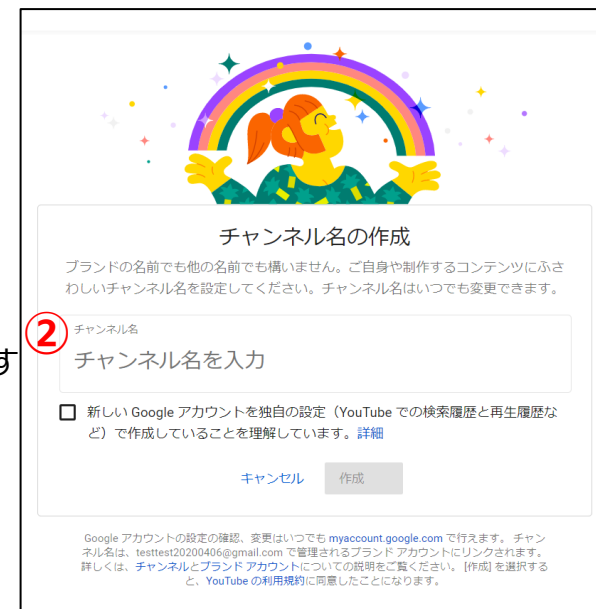 チャンネル名の作成
ブランドの名前でも他の名前でも構いません。ご自身や制作するコンテンツにふさ
わしいチャンネル名を設定してください。チャンネル名はいつでも変更できます。
す
②
チャンネル名
チャンネル名を入力
新しい Google アカウントを独自の設定（YouTube での検索履歴と再生履歴な
ど）で作成していることを理解しています。詳細
キャンセル 作成
Google アカウントの設定の確認、変更はいつでも myaccount.google.com で行えます。 チャン
ネル名は、testtest20200406@gmail.com で管理されるブランド アカウントにリンクされます。
詳しくは、チャンネルとブランド アカウントについての説明をご覧ください。 [作成] を選択する
と、YouTube の利用規約に同意したことになります。